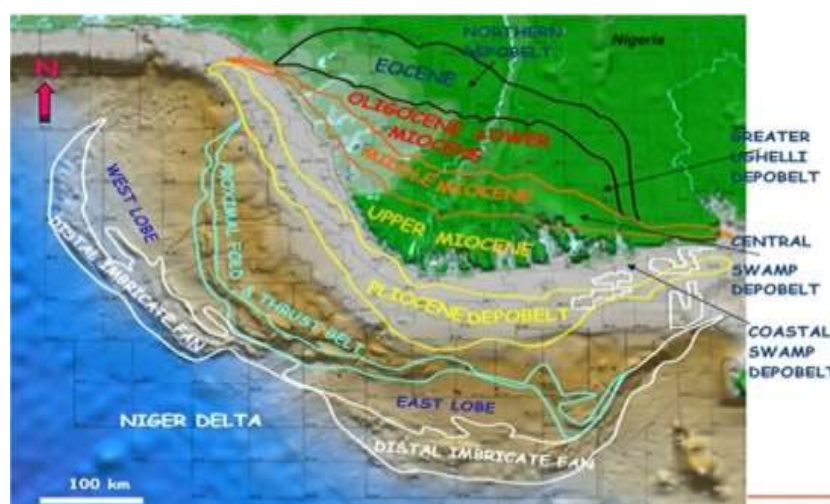 NORTHERN
DEPOBELT
Nigeria
N
EOCENE
OLIGOCENE LOWER
MIOCENE
MIDDLE MIOCENE
UPPER MIOCENE
GREATER
UGHELLI
DEPOBELT
CENTRAL
SWAMP
DEPOBELT
COASTAL
SWAMP
DEPOBELT
WEST LOBE
DISTAL IMBRICATE FAN
PROXIMAL FOLD & THRUST BELT
PLIOCENE DEPOBELT
EAST LOBE
DISTAL IMBRICATE FAN
NIGER DELTA
100 km